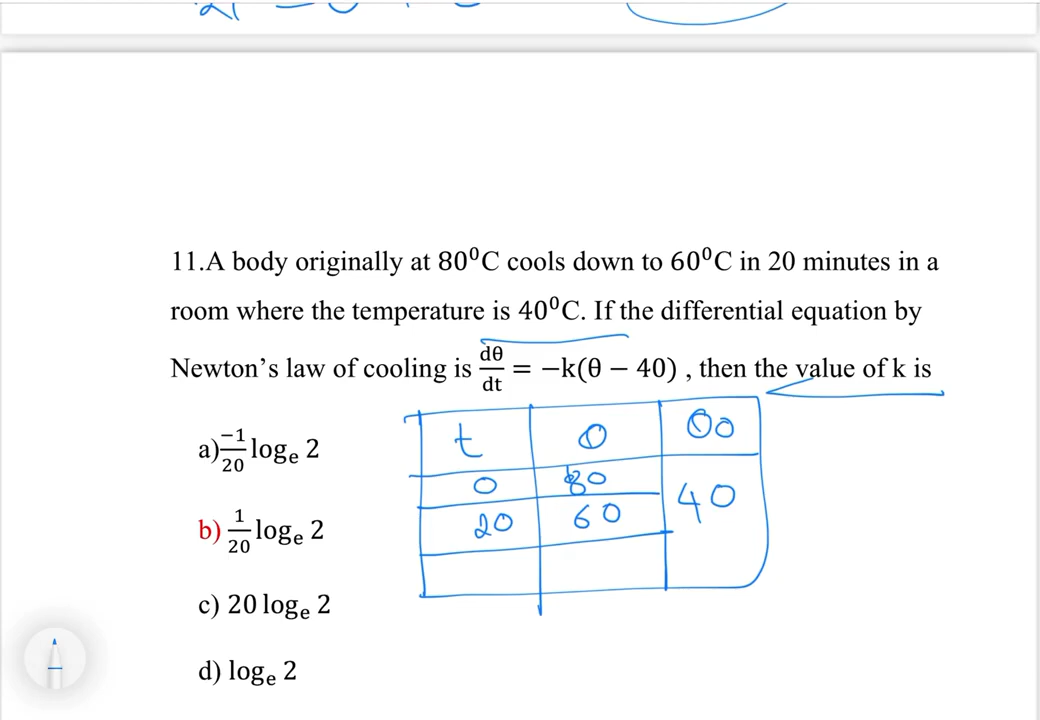 11.A body originally at 80⁰C cools down to 60⁰C in 20 minutes in a
room where the temperature is 40⁰C. If the differential equation by
Newton’s law of cooling is dθ/dt = −k(θ − 40) , then the value of k is
t θ θo
a) −1/20 logₑ 2
0 80
40
20 60
b) 1/20 logₑ 2
c) 20 logₑ 2
d) logₑ 2